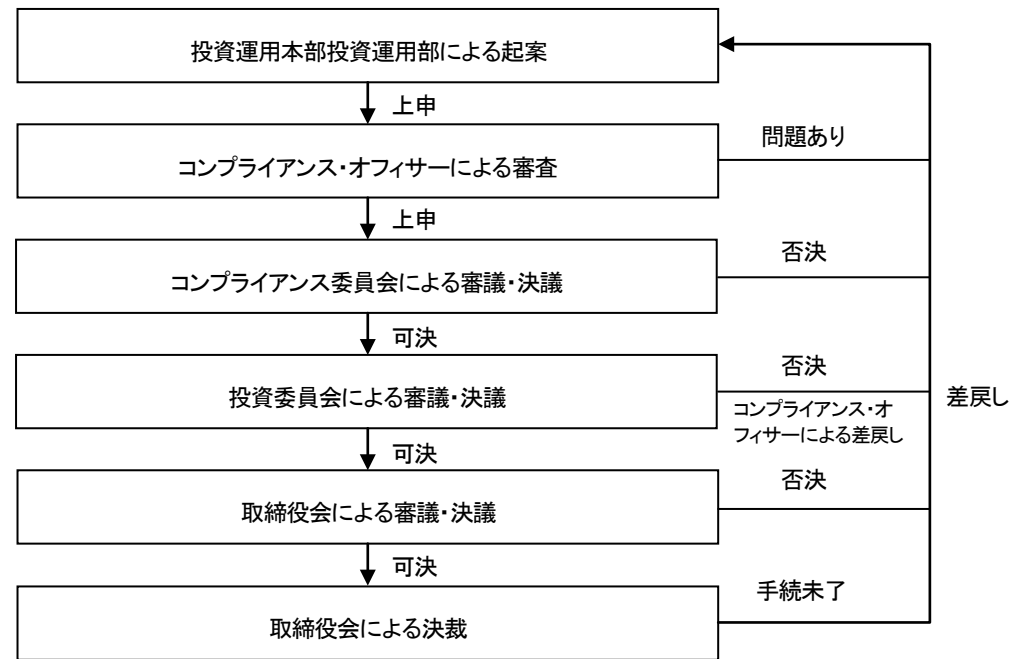 投資運用本部投資運用部による起案
上申
問題あり
コンプライアンス・オフィサーによる審査
上申
否決
コンプライアンス委員会による審議・決議
可決
否決
投資委員会による審議・決議
コンプライアンス・オ
フィサーによる差戻し
差戻し
可決
否決
取締役会による審議・決議
可決
手続未了
取締役会による決裁